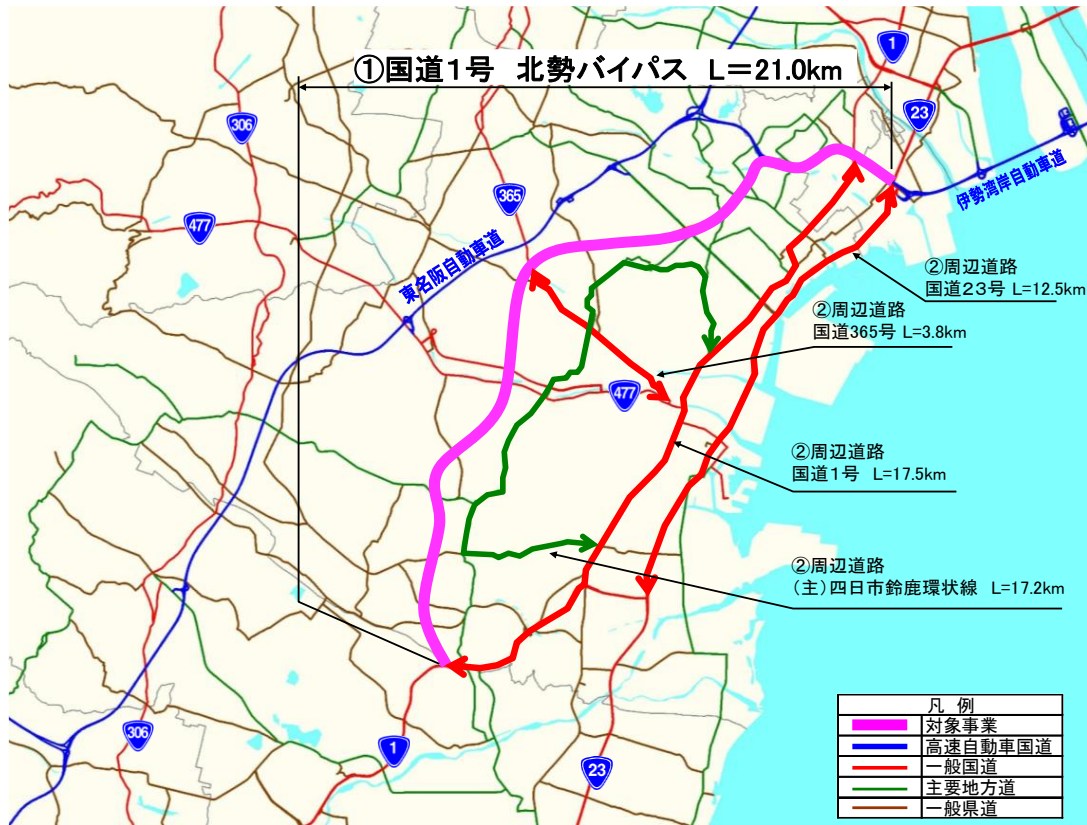 ①国道1号 北勢バイパス L=21.0km
1
23
306
365
477
伊勢湾岸自動車道
東名阪自動車道
②周辺道路
国道23号 L=12.5km
②周辺道路
国道365号 L=3.8km
477
②周辺道路
国道1号 L=17.5km
②周辺道路
(主)四日市鈴鹿環状線 L=17.2km
306
1
23
凡 例
対象事業
高速自動車国道
一般国道
主要地方道
一般県道